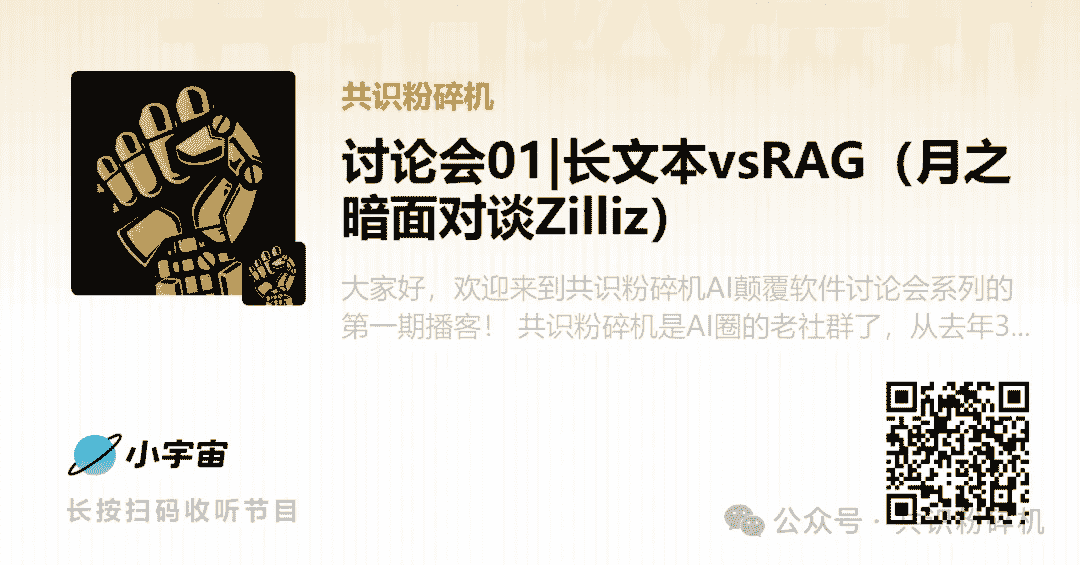 共识粉碎机
讨论会01|长文本vsRAG（月之
暗面对谈Zilliz）
大家好，欢迎来到共识粉碎机AI颠覆软件讨论会系列的
第一期播客！ 共识粉碎机是AI圈的老社群了，从去年3...
小宇宙
长按扫码收听节目
公众号 · 共识粉碎机